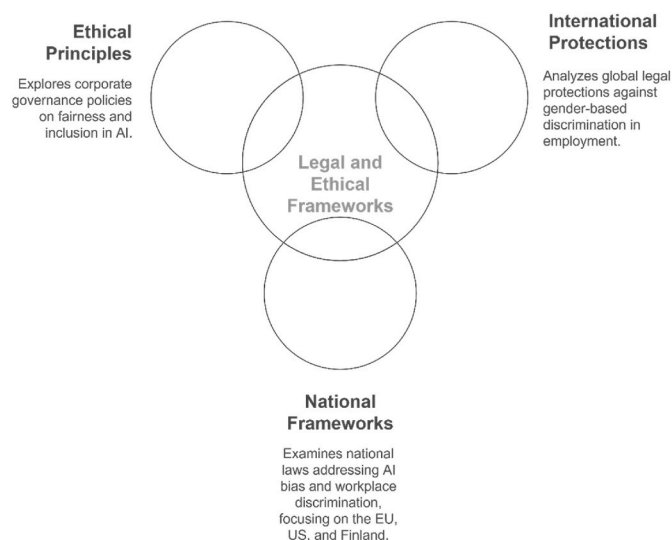 Ethical
Principles
Explores corporate
governance policies
on fairness and
inclusion in AI.
International
Protections
Analyzes global legal
protections against
gender-based
discrimination in
employment.
Legal and
Ethical
Frameworks
National
Frameworks
Examines national
laws addressing AI
bias and workplace
discrimination,
focusing on the EU,
US, and Finland.